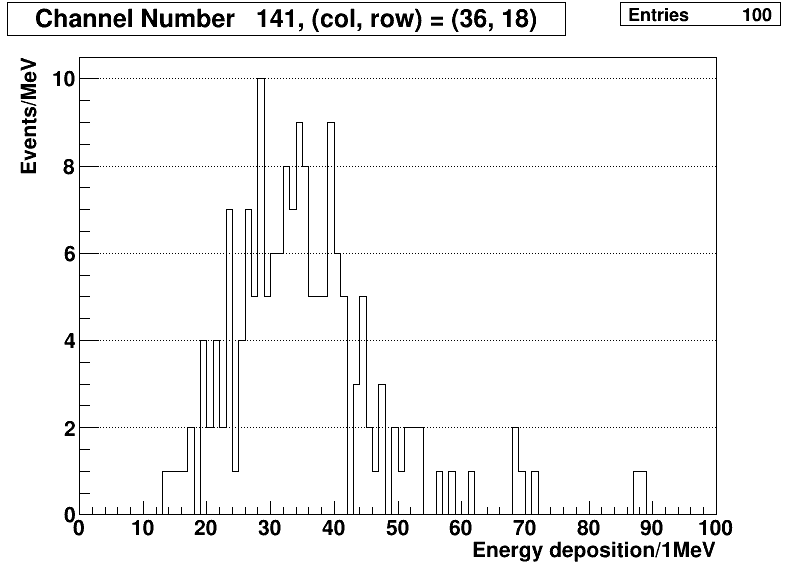 Channel Number 141, (col, row) = (36, 18)
Entries 100
Events/MeV
10
8
6
4
2
0
0 10 20 30 40 50 60 70 80 90 100
Energy deposition/1MeV